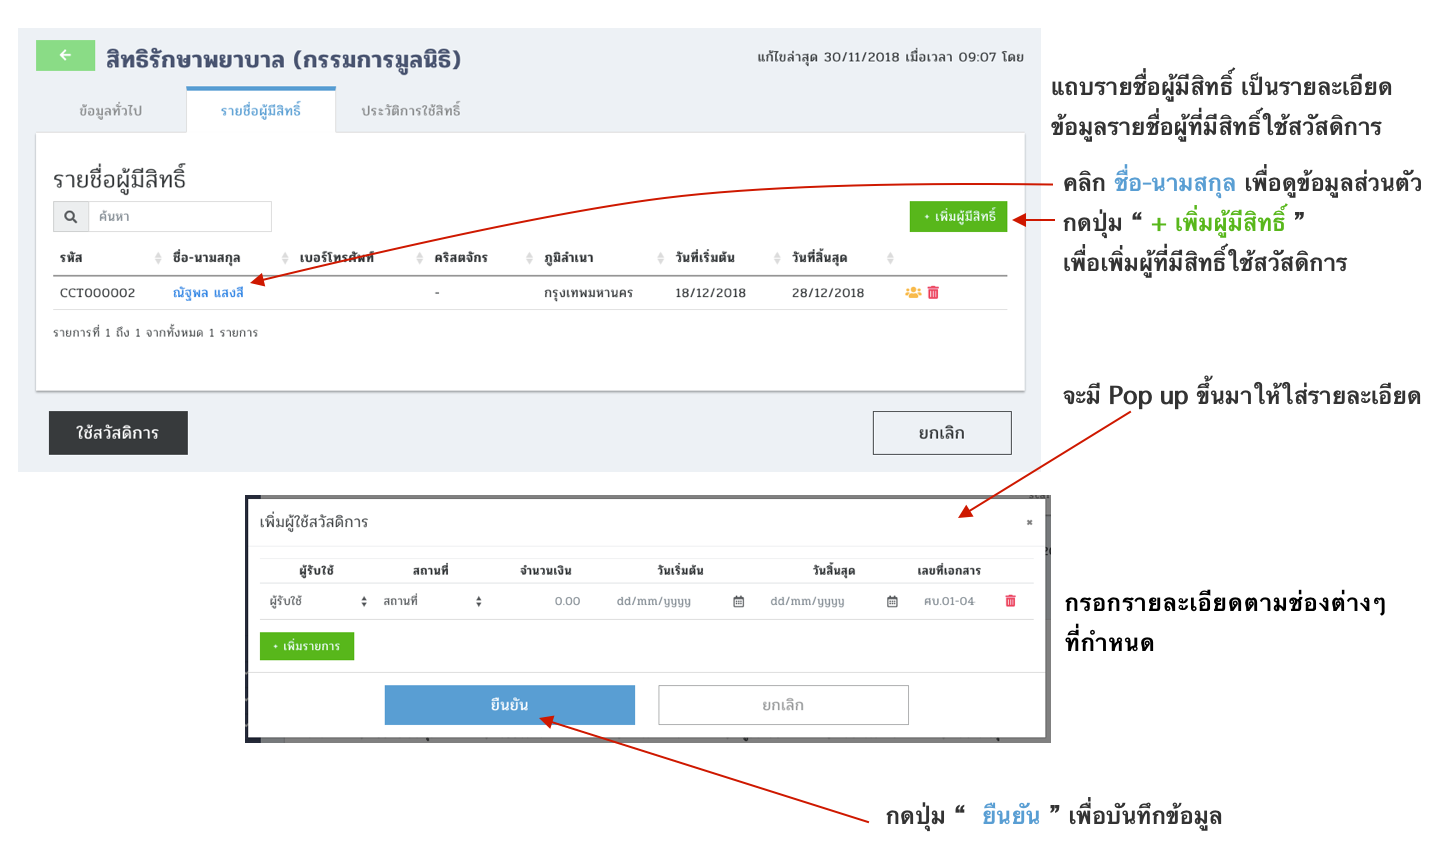 สิทธิรักษาพยาบาล (กรรมการมูลนิธิ)
แก้ไขล่าสุด 30/11/2018 เมื่อเวลา 09:07 โดย
ข้อมูลทั่วไป
รายชื่อผู้มีสิทธิ์
ประวัติการใช้สิทธิ์
แถบรายชื่อผู้มีสิทธิ์ เป็นรายละเอียด
ข้อมูลรายชื่อผู้ที่มีสิทธิ์ใช้สวัสดิการ
รายชื่อผู้มีสิทธิ์
คลิก ชื่อ-นามสกุล เพื่อดูข้อมูลส่วนตัว
ค้นหา
+ เพิ่มผู้มีสิทธิ์
กดปุ่ม “ + เพิ่มผู้มีสิทธิ์ ”
เพื่อเพิ่มผู้ที่มีสิทธิ์ใช้สวัสดิการ
รหัส ชื่อ-นามสกุล เบอร์โทรศัพท์ คริสตจักร ภูมิลำเนา วันที่เริ่มต้น วันที่สิ้นสุด
CCT000002 ณัฐพล แสงสี - กรุงเทพมหานคร 18/12/2018 28/12/2018
รายการที่ 1 ถึง 1 จากทั้งหมด 1 รายการ
จะมี Pop up ขึ้นมาให้ใส่รายละเอียด
ใช้สวัสดิการ
ยกเลิก
เพิ่มผู้ใช้สวัสดิการ
×
ผู้รับใช้ สถานที่ จำนวนเงิน วันเริ่มต้น วันสิ้นสุด เลขที่เอกสาร
ผู้รับใช้ สถานที่ 0.00 dd/mm/yyyy dd/mm/yyyy ศบ.01-04
กรอกรายละเอียดตามช่องต่างๆ
ที่กำหนด
+ เพิ่มรายการ
ยืนยัน
ยกเลิก
กดปุ่ม “ ยืนยัน ” เพื่อบันทึกข้อมูล